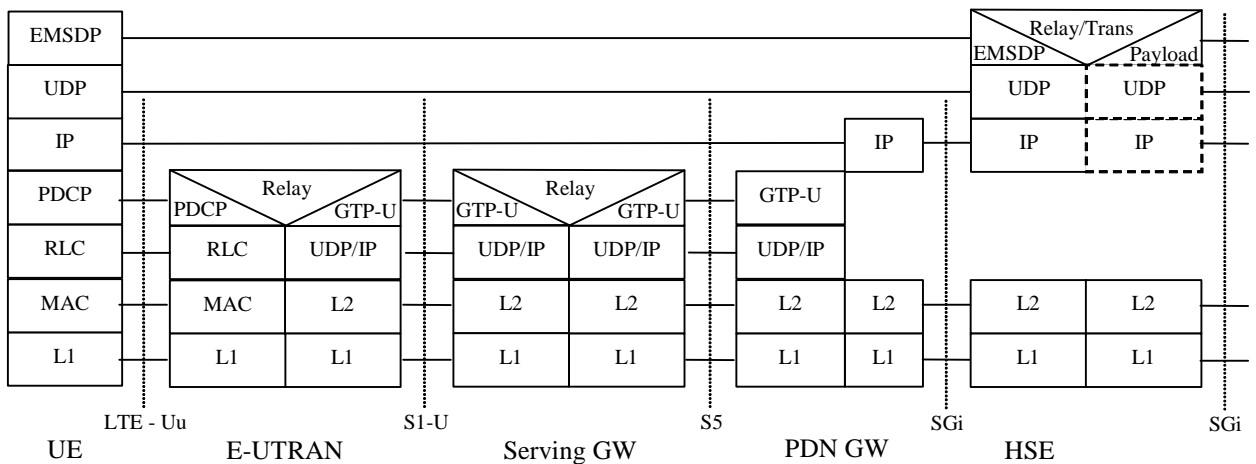 EMSDP
Relay/Trans
EMSDP Payload
UDP
UDP UDP
IP
IP
IP IP
PDCP
Relay
PDCP GTP-U
Relay
GTP-U GTP-U
GTP-U
RLC
RLC UDP/IP
UDP/IP UDP/IP
UDP/IP
MAC
MAC L2
L2 L2
L2 L2
L2 L2
L1
L1 L1
L1 L1
L1 L1
L1 L1
LTE - Uu
S1-U
S5
SGi
SGi
UE
E-UTRAN
Serving GW
PDN GW
HSE